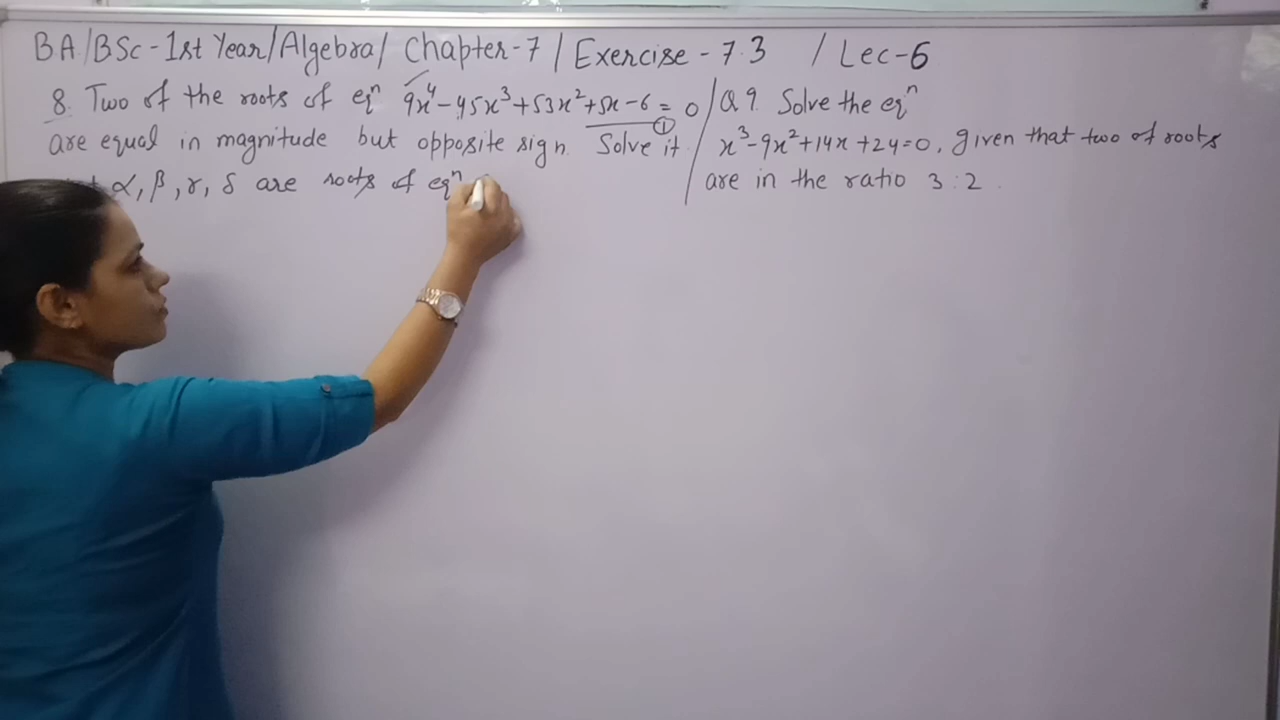 BA/BSc-1st Year/Algebra/ Chapter-7 / Exercise-7.3 / Lec-6
8. Two of the roots of eqⁿ 9x⁴-45x³+53x²+5x-6=0 ①
are equal in magnitude but opposite sign. Solve it
α, β, γ, δ are roots of eqⁿ
Q 9. Solve the eqⁿ
x³-9x²+14x+24=0, given that two of roots
are in the ratio 3:2.